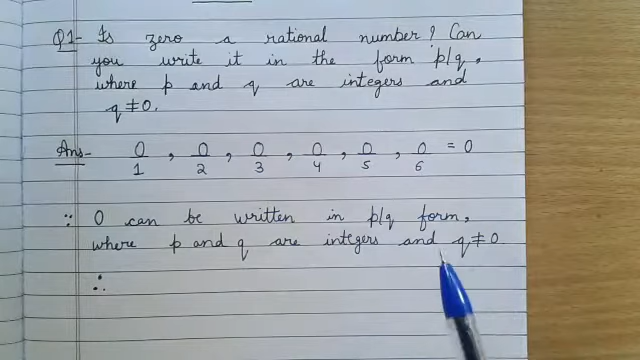 Q1- Is zero a rational number? Can
you write it in the form p/q,
where p and q are integers and
q ≠ 0.
Ans- 0/1, 0/2, 0/3, 0/4, 0/5, 0/6 = 0
∵ 0 can be written in p/q form,
where p and q are integers and q ≠ 0
∴